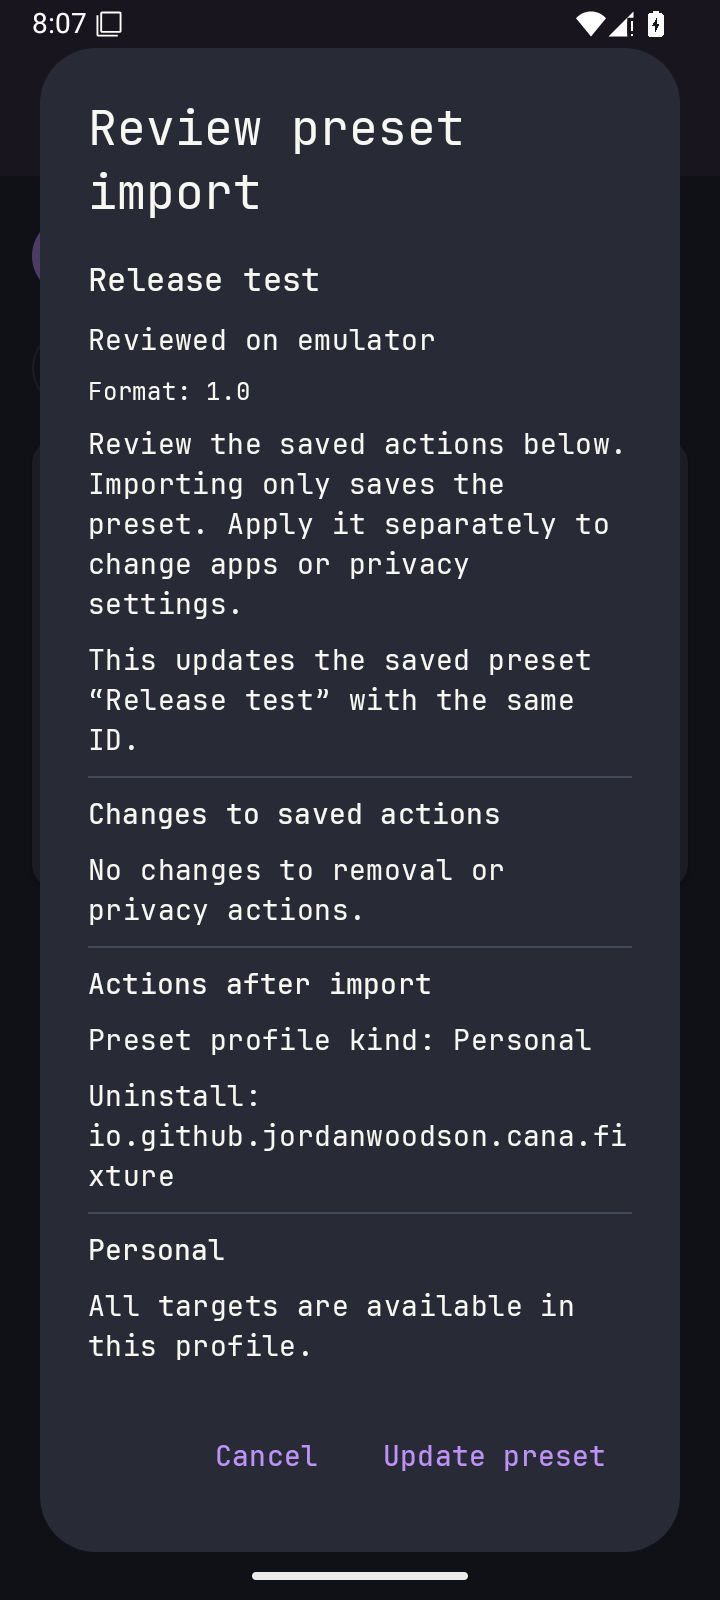 8:07
Review preset
import
Release test
Reviewed on emulator
Format: 1.0
Review the saved actions below.
Importing only saves the
preset. Apply it separately to
change apps or privacy
settings.
This updates the saved preset
“Release test” with the same
ID.
Changes to saved actions
No changes to removal or
privacy actions.
Actions after import
Preset profile kind: Personal
Uninstall:
io.github.jordanwoodson.cana.fi
xture
Personal
All targets are available in
this profile.
Cancel Update preset